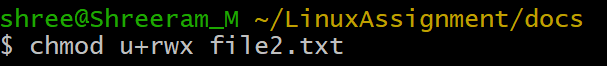 shree@Shreeram_M ~/LinuxAssignment/docs
$ chmod u+rwx file2.txt